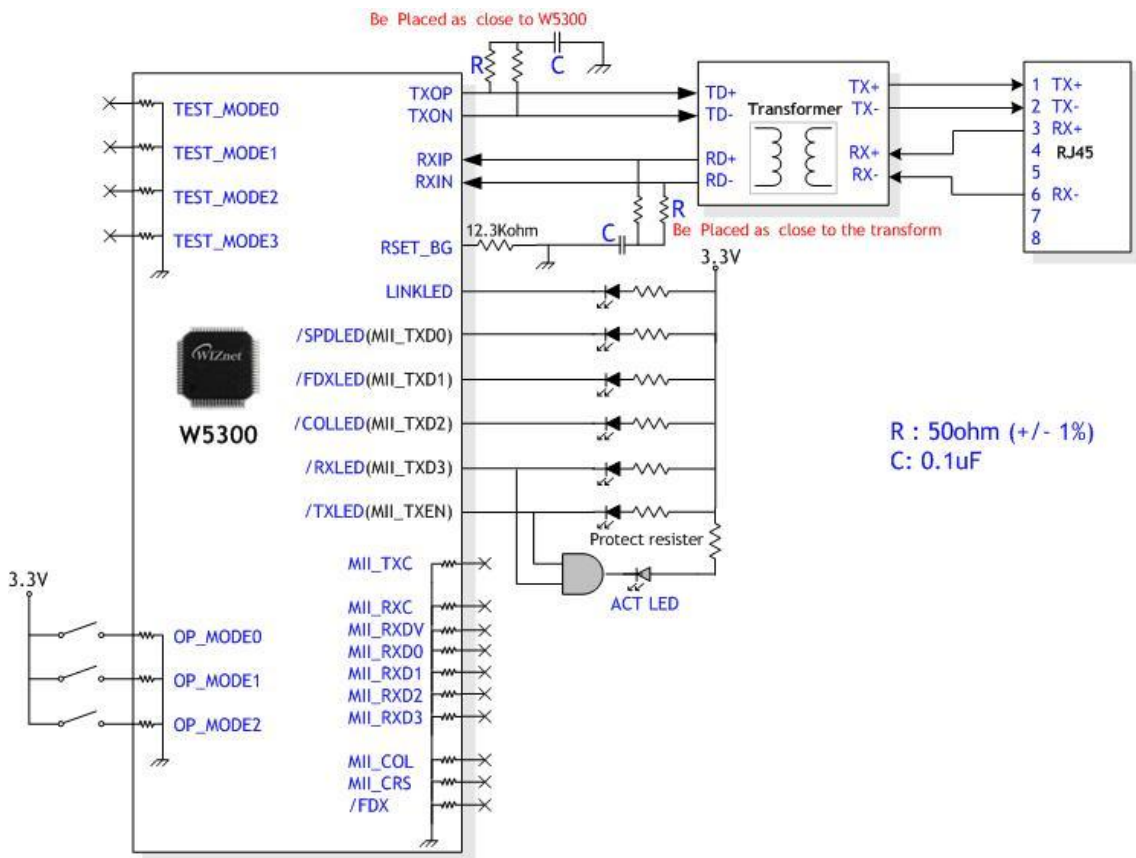 Be Placed as close to W5300
R
C
TXOP
TXON
RXIP
RXIN
RSET_BG
12.3Kohm
TD+
TD-
RD+
RD-
Transformer
TX+
TX-
RX+
RX-
1 TX+
2 TX-
3 RX+
4
RJ45
5
6 RX-
7
8
R
C
Be Placed as close to the transform
3.3V
TEST_MODE0
TEST_MODE1
TEST_MODE2
TEST_MODE3
LINKLED
/SPDLED(MII_TXD0)
/FDXLED(MII_TXD1)
/COLLED(MII_TXD2)
/RXLED(MII_TXD3)
/TXLED(MII_TXEN)
WIZnet
W5300
R : 50ohm (+/- 1%)
C: 0.1uF
Protect resister
ACT LED
MII_TXC
MII_RXC
MII_RXDV
MII_RXD0
MII_RXD1
MII_RXD2
MII_RXD3
MII_COL
MII_CRS
/FDX
3.3V
OP_MODE0
OP_MODE1
OP_MODE2